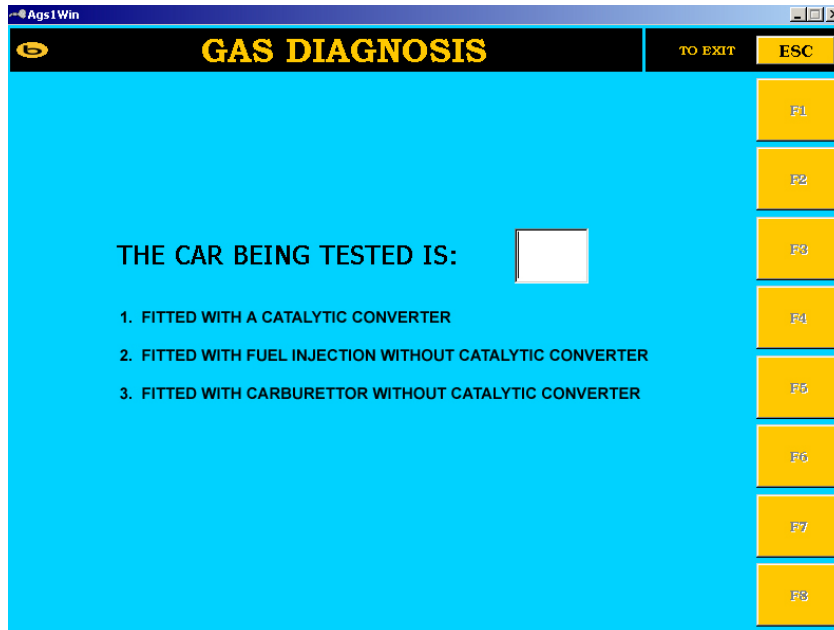 Ags1Win
GAS DIAGNOSIS
TO EXIT
ESC
F1
F2
THE CAR BEING TESTED IS:
F3
1. FITTED WITH A CATALYTIC CONVERTER
F4
2. FITTED WITH FUEL INJECTION WITHOUT CATALYTIC CONVERTER
3. FITTED WITH CARBURETTOR WITHOUT CATALYTIC CONVERTER
F5
F6
F7
F8